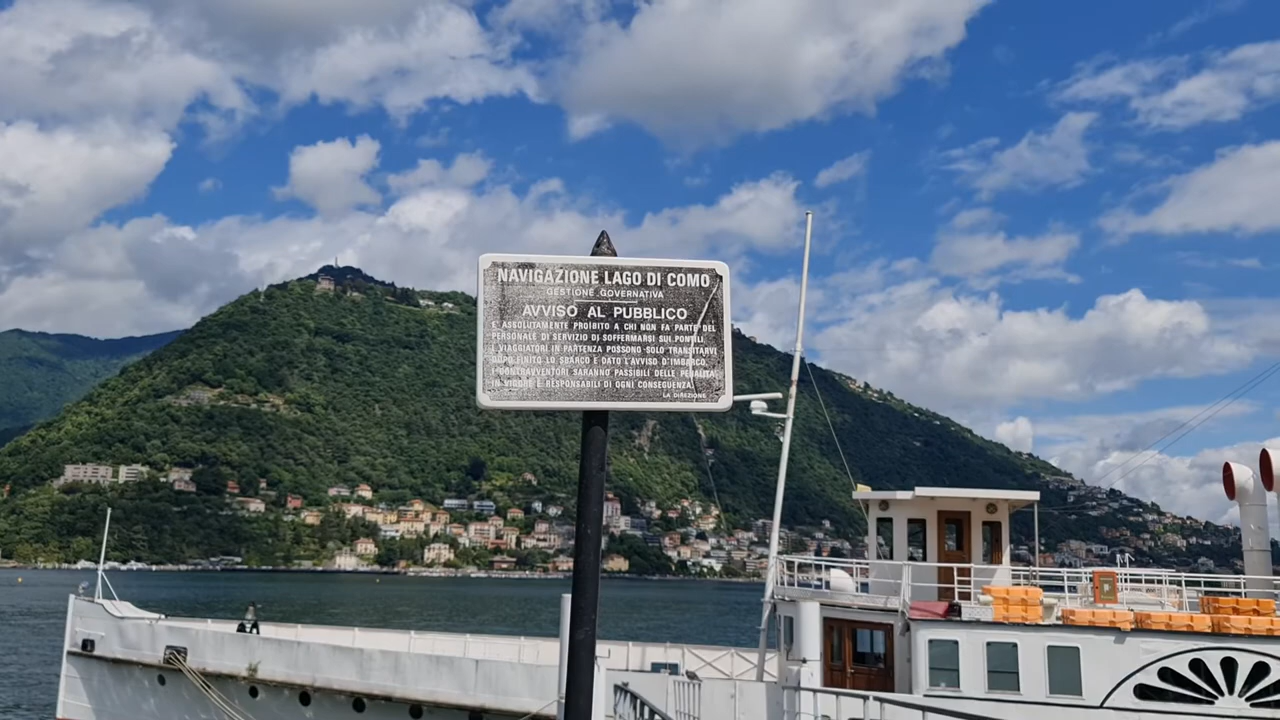 NAVIGAZIONE LAGO DI COMO
GESTIONE GOVERNATIVA
AVVISO AL PUBBLICO
E' ASSOLUTAMENTE PROIBITO A CHI NON FA PARTE DEL
PERSONALE DI SERVIZIO DI SOFFERMARSI SUI PONTILI.
I VIAGGIATORI IN PARTENZA POSSONO SOLO TRANSITARVI
DOPO FINITO LO SBARCO E DATO L'AVVISO D'IMBARCO.
I CONTRAVVENTORI SARANNO PASSIBILI DELLE PENALITÀ
IN VIGORE E RESPONSABILI DI OGNI CONSEGUENZA.
LA DIREZIONE